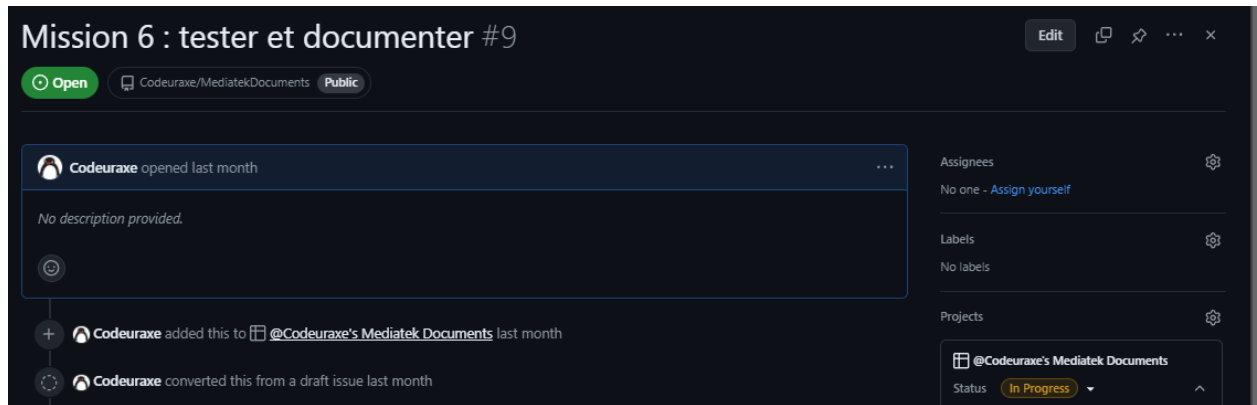 Mission 6 : tester et documenter #9
Edit
Open
Codeuraxe/MediatekDocuments Public
Codeuraxe opened last month
No description provided.
Codeuraxe added this to @Codeuraxe's Mediatek Documents last month
Codeuraxe converted this from a draft issue last month
Assignees
No one - Assign yourself
Labels
No labels
Projects
@Codeuraxe's Mediatek Documents
Status In Progress